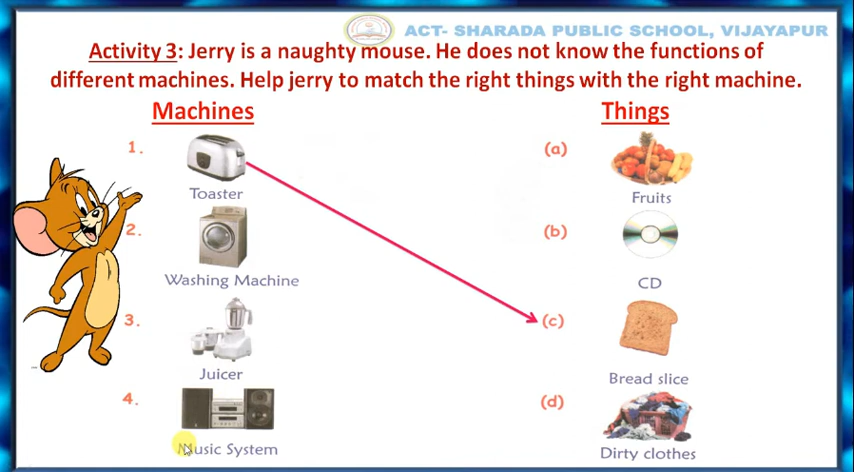 ACT- SHARADA PUBLIC SCHOOL, VIJAYAPUR
Activity 3: Jerry is a naughty mouse. He does not know the functions of
different machines. Help jerry to match the right things with the right machine.
Machines
Things
1.
Toaster
(a)
Fruits
2.
Washing Machine
(b)
CD
3.
Juicer
(c)
Bread slice
4.
Music System
(d)
Dirty clothes